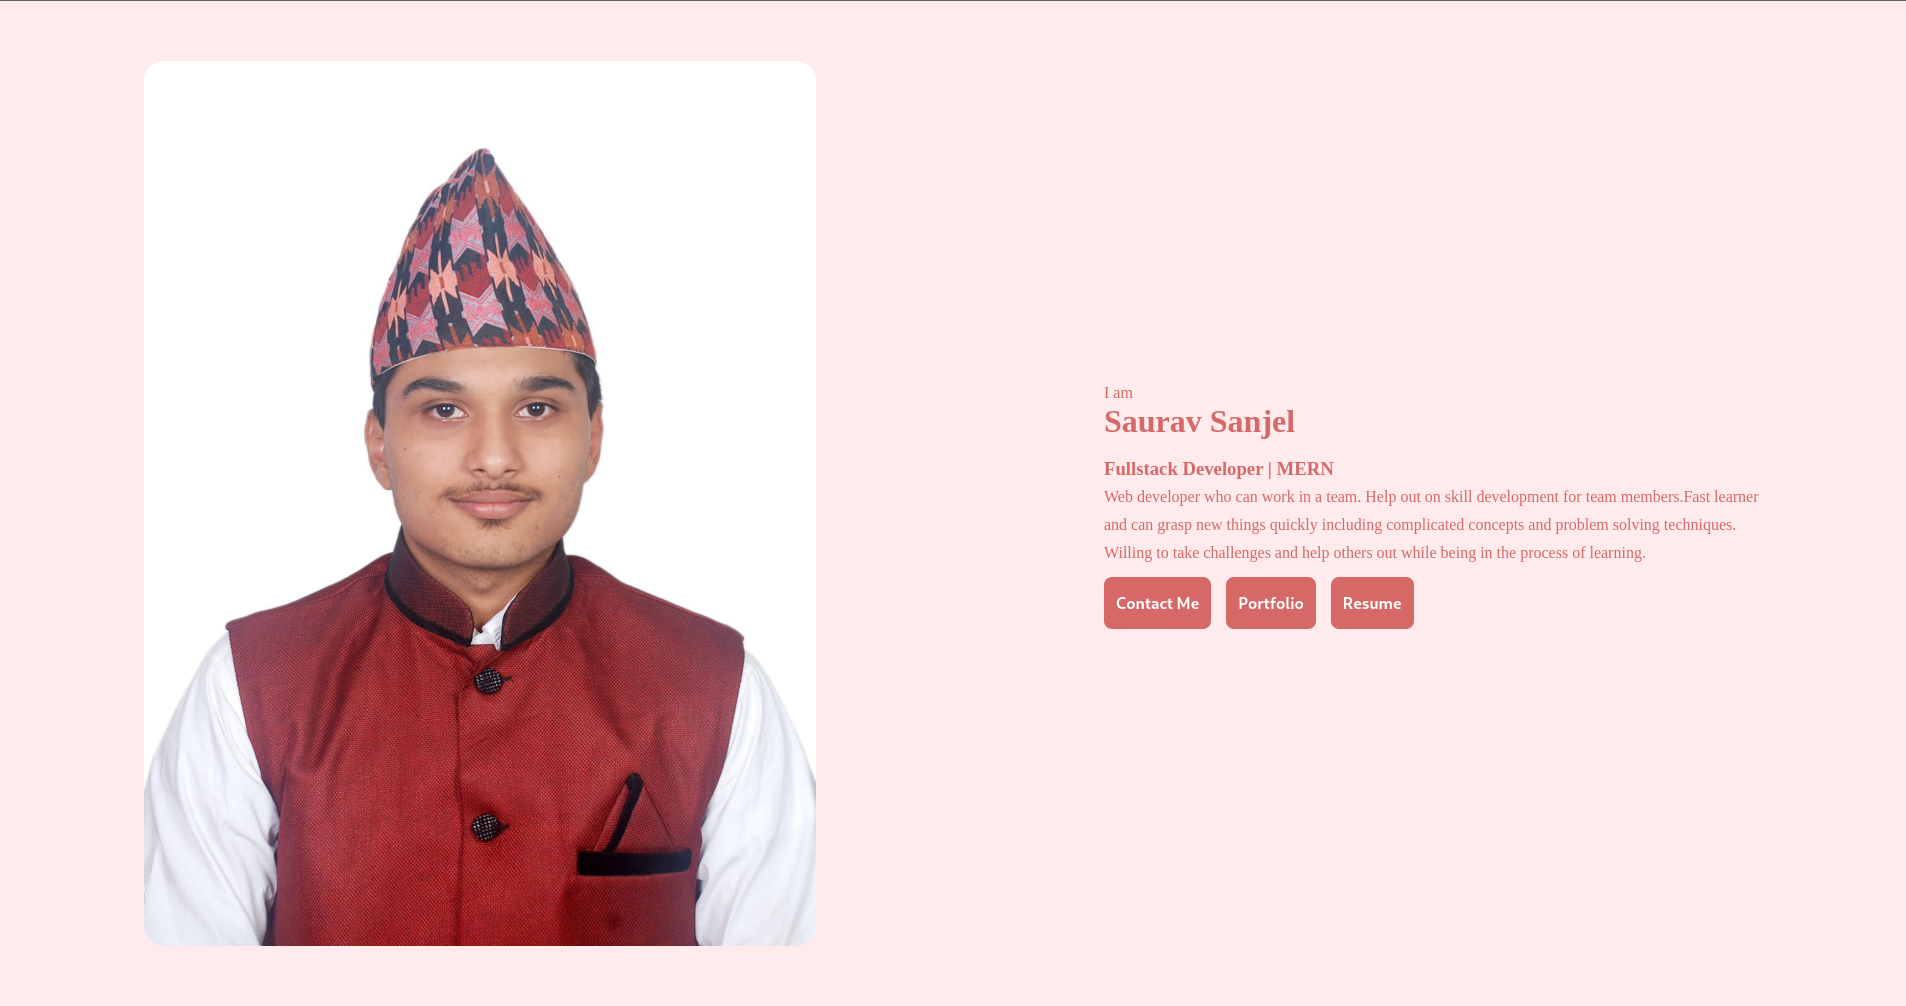 I am
Saurav Sanjel
Fullstack Developer | MERN
Web developer who can work in a team. Help out on skill development for team members.Fast learner
and can grasp new things quickly including complicated concepts and problem solving techniques.
Willing to take challenges and help others out while being in the process of learning.
Contact Me Portfolio Resume